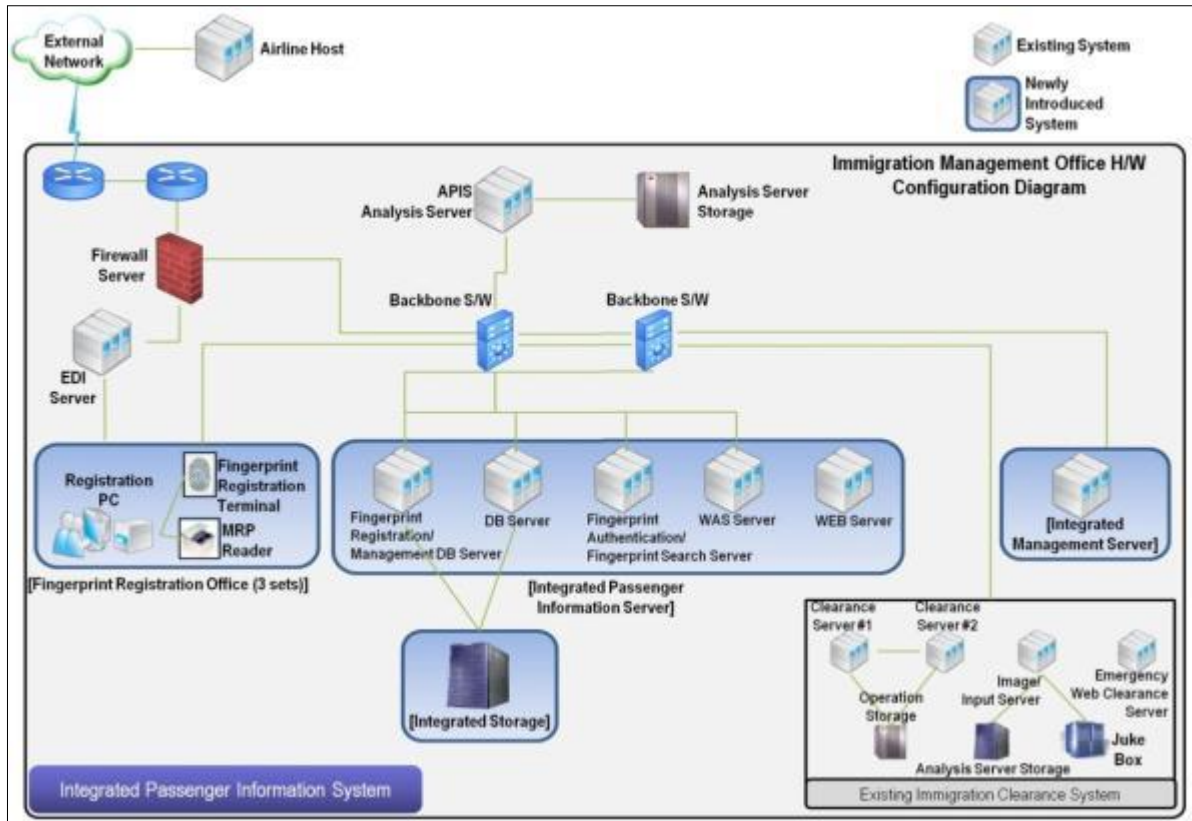 External
Network
Airline Host
Existing System
Newly
Introduced
System
Immigration Management Office H/W
Configuration Diagram
APIS
Analysis Server
Analysis Server
Storage
Firewall
Server
Backbone S/W
Backbone S/W
EDI
Server
Registration
PC
Fingerprint
Registration
Terminal
MRP
Reader
[Fingerprint Registration Office (3 sets)]
Fingerprint
Registration/
Management DB Server
DB Server
Fingerprint
Authentication/
Fingerprint Search Server
WAS Server
WEB Server
[Integrated Passenger
Information Server]
[Integrated
Management Server]
[Integrated Storage]
Clearance
Server #1
Clearance
Server #2
Operation
Storage
Image/
Input Server
Emergency
Web Clearance
Server
Analysis Server Storage
Juke
Box
Existing Immigration Clearance System
Integrated Passenger Information System